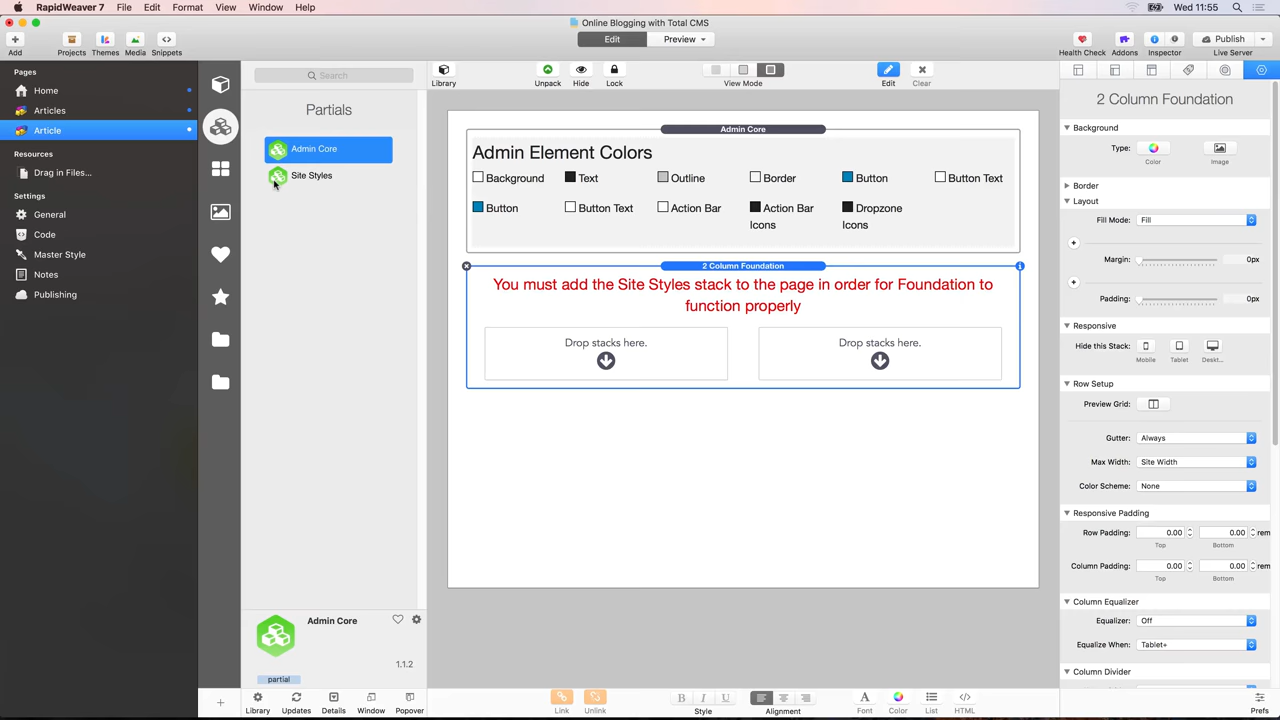 RapidWeaver 7 File Edit Format View Window Help Wed 11:55
Online Blogging with Total CMS
Add Projects Themes Media Snippets Edit Preview Health Check Addons Inspector Publish Live Server
Pages
Home
Articles
Article
Resources
Drag in Files...
Settings
General
Code
Master Style
Notes
Publishing
Search
Partials
Admin Core
Site Styles
Admin Core
1.1.2
partial
Library Updates Details Window Popover
Library Unpack Hide Lock View Mode Edit Clear
Admin Core
Admin Element Colors
Background Text Outline Border Button Button Text
Button Button Text Action Bar Action Bar Icons Dropzone Icons
2 Column Foundation
You must add the Site Styles stack to the page in order for Foundation to
function properly
Drop stacks here. Drop stacks here.
Link Unlink B I U Style Alignment Font Color List HTML
2 Column Foundation
Background
Type: Color Image
Border
Layout
Fill Mode: Fill
Margin: 0px
Padding: 0px
Responsive
Hide this Stack: Mobile Tablet Deskt...
Row Setup
Preview Grid:
Gutter: Always
Max Width: Site Width
Color Scheme: None
Responsive Padding
Row Padding: 0.00 0.00 rem
Top Bottom
Column Padding: 0.00 0.00 rem
Top Bottom
Column Equalizer
Equalizer: Off
Equalize When: Tablet+
Column Divider
Prefs